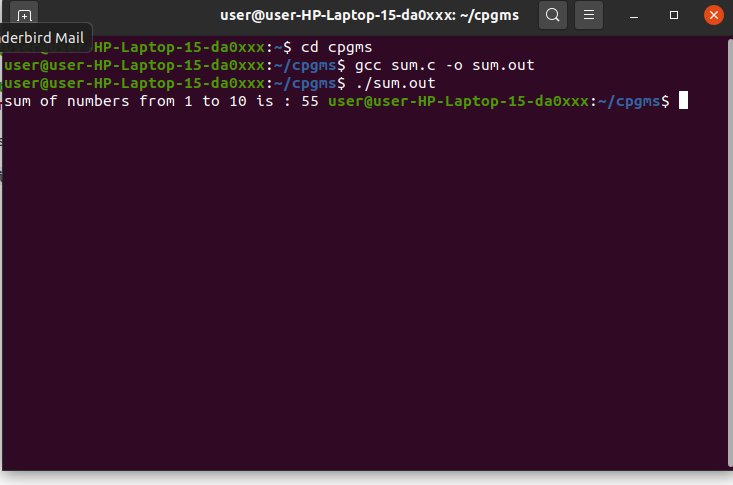 user@user-HP-Laptop-15-da0xxx: ~/cpgms
derbird Mail
-HP-Laptop-15-da0xxx:~$ cd cpgms
user@user-HP-Laptop-15-da0xxx:~/cpgms$ gcc sum.c -o sum.out
user@user-HP-Laptop-15-da0xxx:~/cpgms$ ./sum.out
sum of numbers from 1 to 10 is : 55 user@user-HP-Laptop-15-da0xxx:~/cpgms$